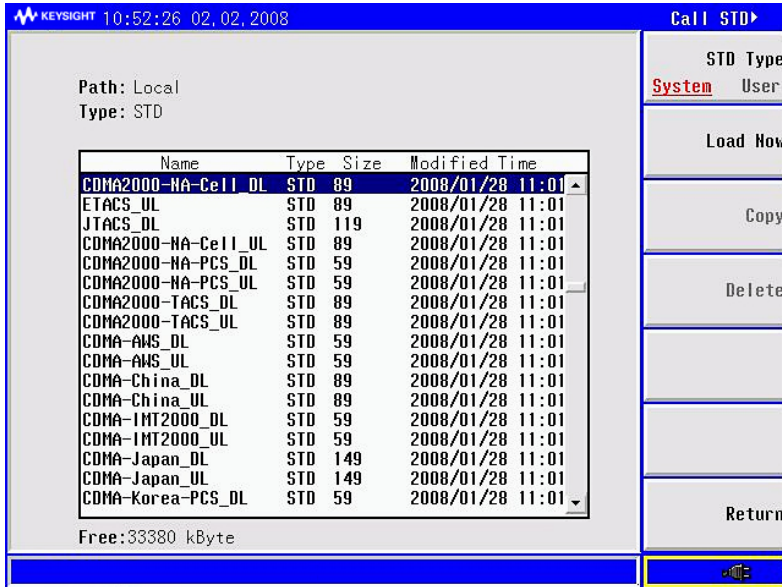 KEYSIGHT 10:52:26 02,02,2008
Call STD
Path: Local
Type: STD
Name Type Size Modified Time
CDMA2000-NA-Cell_DL STD 89 2008/01/28 11:01
ETACS_UL STD 89 2008/01/28 11:01
JTACS_DL STD 119 2008/01/28 11:01
CDMA2000-NA-Cell_UL STD 89 2008/01/28 11:01
CDMA2000-NA-PCS_DL STD 59 2008/01/28 11:01
CDMA2000-NA-PCS_UL STD 59 2008/01/28 11:01
CDMA2000-TACS_DL STD 89 2008/01/28 11:01
CDMA2000-TACS_UL STD 89 2008/01/28 11:01
CDMA-AWS_DL STD 59 2008/01/28 11:01
CDMA-AWS_UL STD 59 2008/01/28 11:01
CDMA-China_DL STD 89 2008/01/28 11:01
CDMA-China_UL STD 89 2008/01/28 11:01
CDMA-IMT2000_DL STD 59 2008/01/28 11:01
CDMA-IMT2000_UL STD 59 2008/01/28 11:01
CDMA-Japan_DL STD 149 2008/01/28 11:01
CDMA-Japan_UL STD 149 2008/01/28 11:01
CDMA-Korea-PCS_DL STD 59 2008/01/28 11:01
Free:33380 kByte
STD Type
System User
Load Now
Copy
Delete
Return